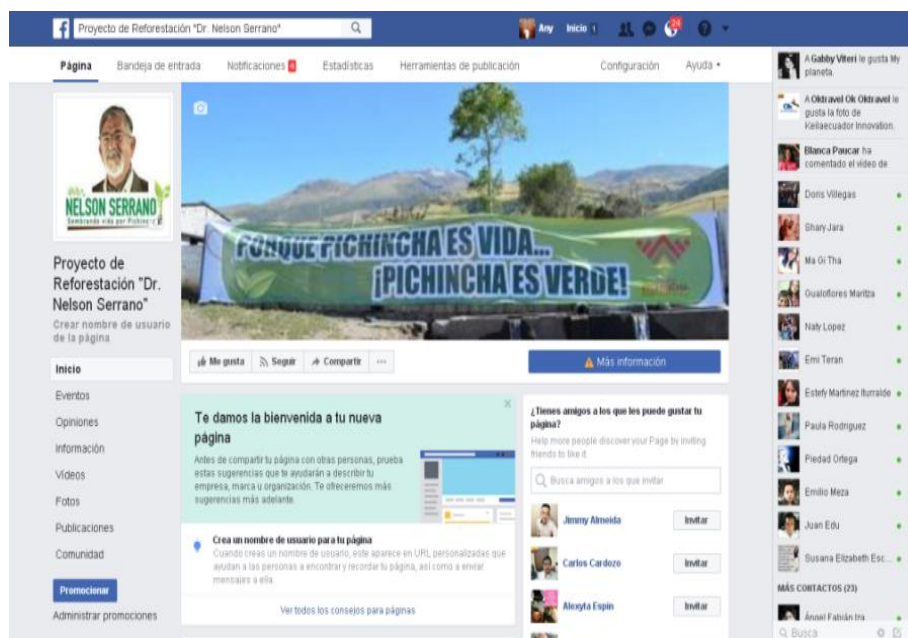 Proyecto de Reforestación "Dr. Nelson Serrano"
Any
Inicio 1
24
Página
Bandeja de entrada
Notificaciones 4
Estadísticas
Herramientas de publicación
Configuración
Ayuda
NELSON SERRANO
Sembrando vida por Pichincha
PORQUE PICHINCHA ES VIDA...
¡PICHINCHA ES VERDE!
Proyecto de
Reforestación "Dr.
Nelson Serrano"
Crear nombre de usuario
de la página
Inicio
Eventos
Opiniones
Información
Vídeos
Fotos
Publicaciones
Comunidad
Promocionar
Administrar promociones
Me gusta
Seguir
Compartir
...
Más información
Te damos la bienvenida a tu nueva
página
Antes de compartir tu página con otras personas, prueba
estas sugerencias que te ayudarán a describir tu
empresa, marca u organización. Te ofreceremos más
sugerencias más adelante.
Crea un nombre de usuario para tu página
Cuando creas un nombre de usuario, este aparece en URL personalizadas que
ayudan a las personas a encontrar y recordar tu página, así como a enviar
mensajes a ella.
Ver todos los consejos para páginas
¿Tienes amigos a los que les puede gustar tu
página?
Help more people discover your Page by inviting
friends to like it.
Busca amigos a los que invitar
Jimmy Almeida
Invitar
Carlos Cardozo
Invitar
Alexyta Espin
Invitar
A Gabby Viteri le gusta My
planeta.
A Oktravel Ok Oktravel le
gusta la foto de
Keilaecuador Innovation.
Blanca Paucar ha
comentado el vídeo de
Doris Villegas
Shary Jara
Ma Gi Tha
Gualoflores Maritza
Naty Lopez
Emi Teran
Estefy Martinez Iturralde
Paula Rodriguez
Piedad Ortega
Emilio Meza
Juan Edu
Susana Elizabeth Esc...
MÁS CONTACTOS (23)
Ángel Fabián Iza
Busca